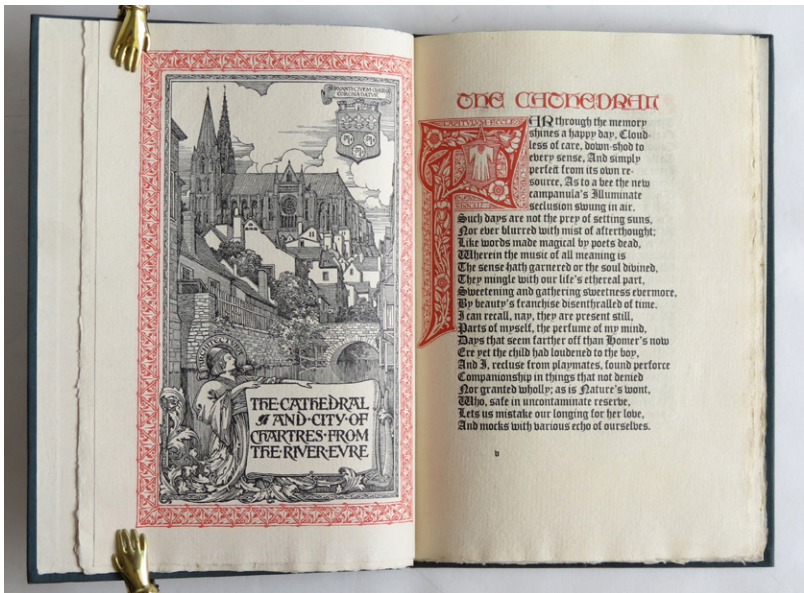 SERVANTI CIVEM QUERNA
CORONA DATUR
THE·CATHEDRAL
AND·CITY·OF
CHARTRES·FROM
THE·RIVER·EVRE
THE CATHEDRAL
FAR through the memory
shines a happy day, Cloud
less of care, down-shod to
every sense, And simply
perfect from its own re-
source, As to a bee the new
campanula's Illuminate
seclusion swung in air.
Such days are not the prey of setting suns,
Nor ever blurred with mist of afterthought;
Like words made magical by poets dead,
Wherein the music of all meaning is
The sense hath garnered or the soul divined,
They mingle with our life's ethereal part,
Sweetening and gathering sweetness evermore,
By beauty's franchise disenthralled of time.
I can recall, nay, they are present still,
Parts of myself, the perfume of my mind,
Days that seem farther off than Homer's now
Ere yet the child had loudened to the boy,
And I, recluse from playmates, found perforce
Companionship in things that not denied
Nor granted wholly; as is Nature's wont,
Who, safe in uncontaminate reserve,
Lets us mistake our longing for her love,
And mocks with various echo of ourselves.
v